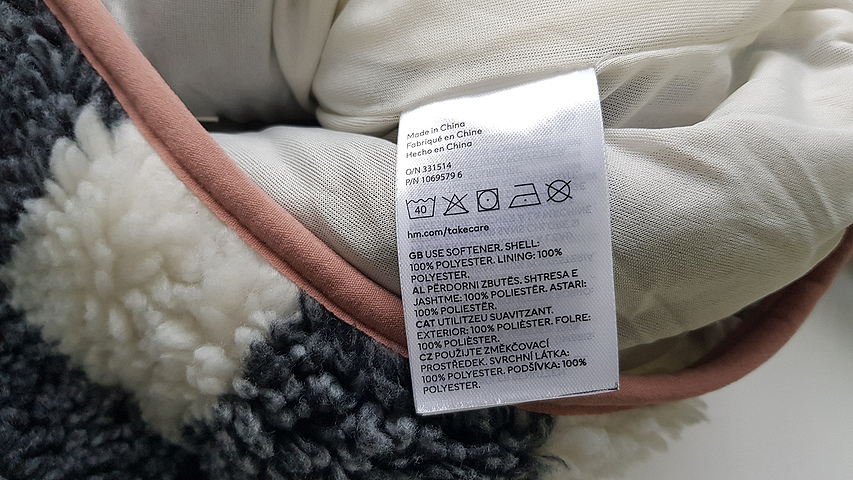 Made in China
Fabriqué en Chine
Hecho en China
O/N 331514
P/N 1069579 6
40
hm.com/takecare
GB USE SOFTENER. SHELL:
100% POLYESTER. LINING: 100%
POLYESTER.
AL PËRDORNI ZBUTËS. SHTRESA E
JASHTME: 100% POLIESTËR. ASTARI:
100% POLIESTËR.
CAT UTILITZEU SUAVITZANT.
EXTERIOR: 100% POLIÈSTER. FOLRE:
100% POLIÈSTER.
CZ POUŽIJTE ZMĚKČOVACÍ
PROSTŘEDEK. SVRCHNÍ LÁTKA:
100% POLYESTER. PODŠÍVKA: 100%
POLYESTER.